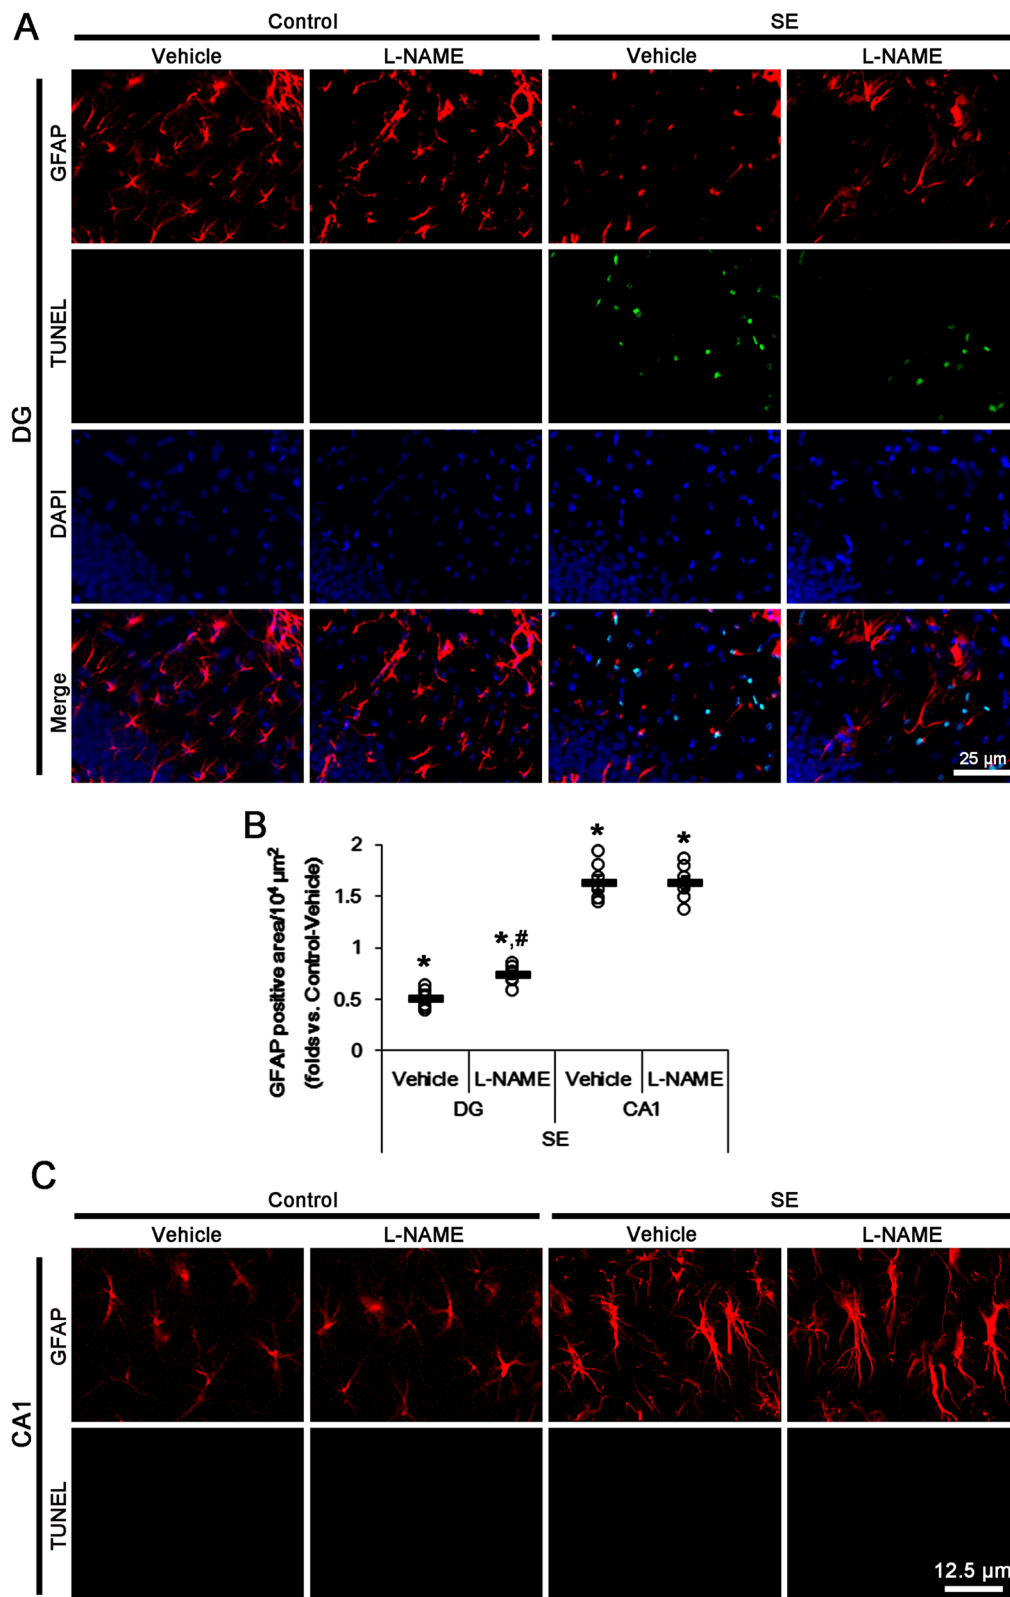 A
Control
SE
Vehicle
L-NAME
Vehicle
L-NAME
DG
GFAP
TUNEL
DAPI
Merge
25 µm
B
GFAP positive area/10⁴ µm²
(folds vs. Control-Vehicle)
2
1.5
1
0.5
0
*
*,#
*
*
Vehicle
L-NAME
Vehicle
L-NAME
DG
CA1
SE
C
Control
SE
Vehicle
L-NAME
Vehicle
L-NAME
CA1
GFAP
TUNEL
12.5 µm